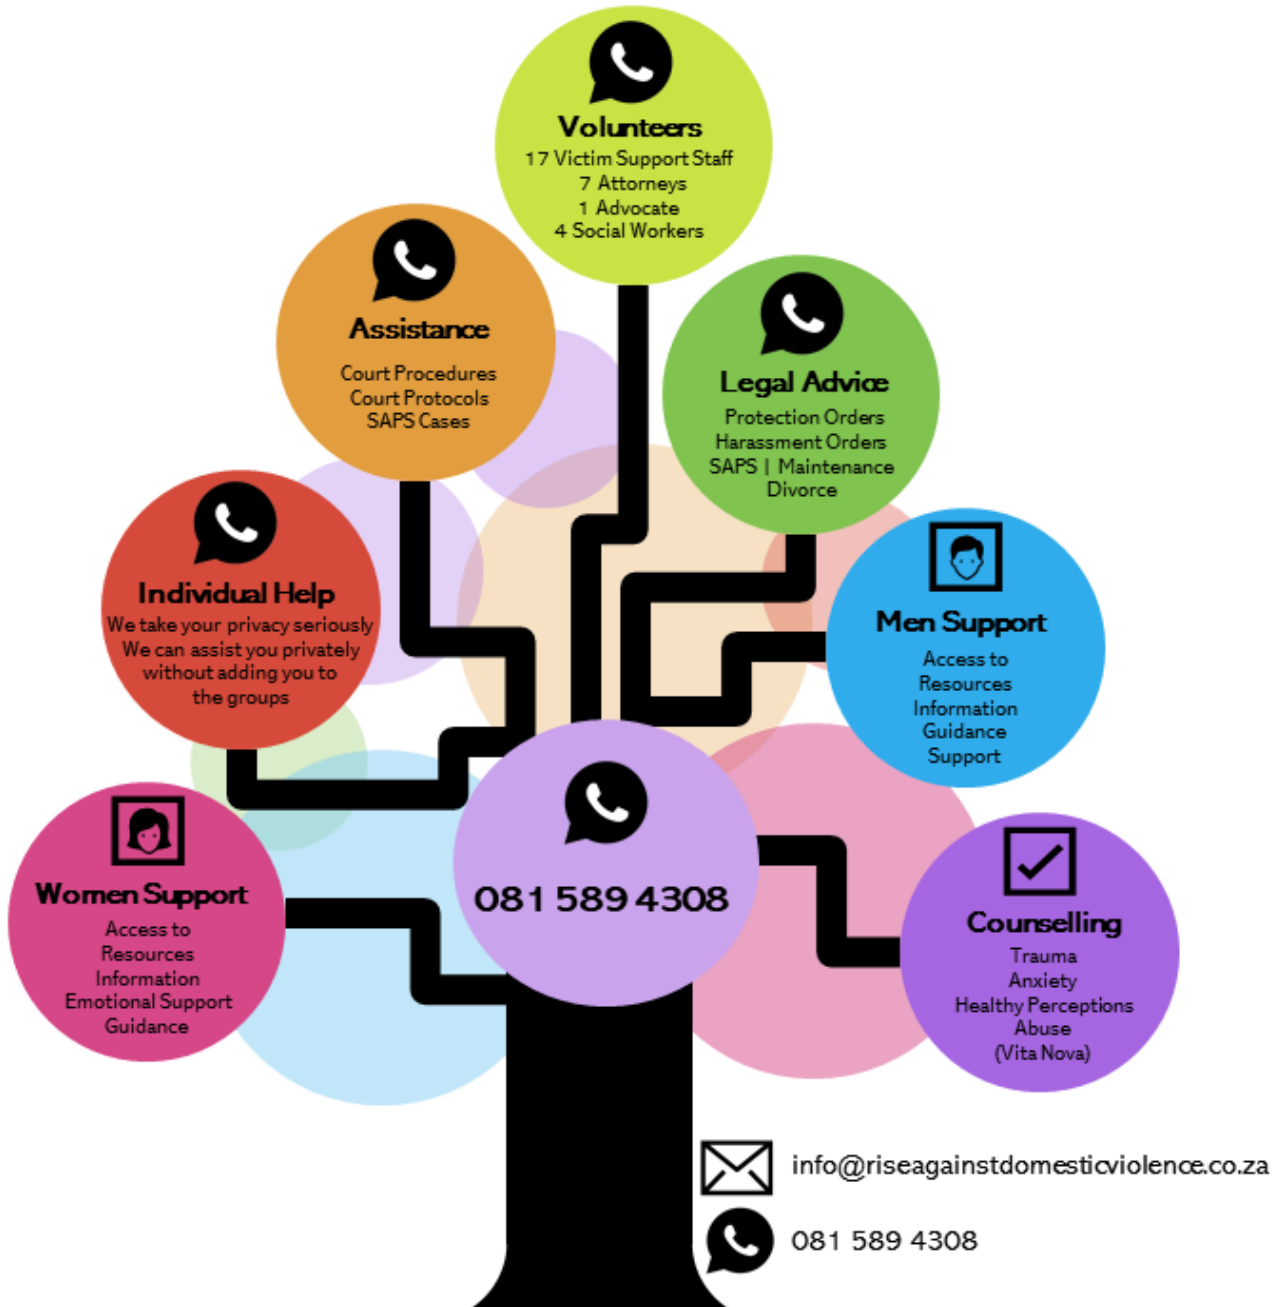 Volunteers
17 Victim Support Staff
7 Attorneys
1 Advocate
4 Social Workers
Assistance
Court Procedures
Court Protocols
SAPS Cases
Legal Advice
Protection Orders
Harassment Orders
SAPS | Maintenance
Divorce
Individual Help
We take your privacy seriously
We can assist you privately
without adding you to
the groups
Men Support
Access to
Resources
Information
Guidance
Support
Women Support
Access to
Resources
Information
Emotional Support
Guidance
081 589 4308
Counselling
Trauma
Anxiety
Healthy Perceptions
Abuse
(Vita Nova)
info@riseagainstdomesticviolence.co.za
081 589 4308